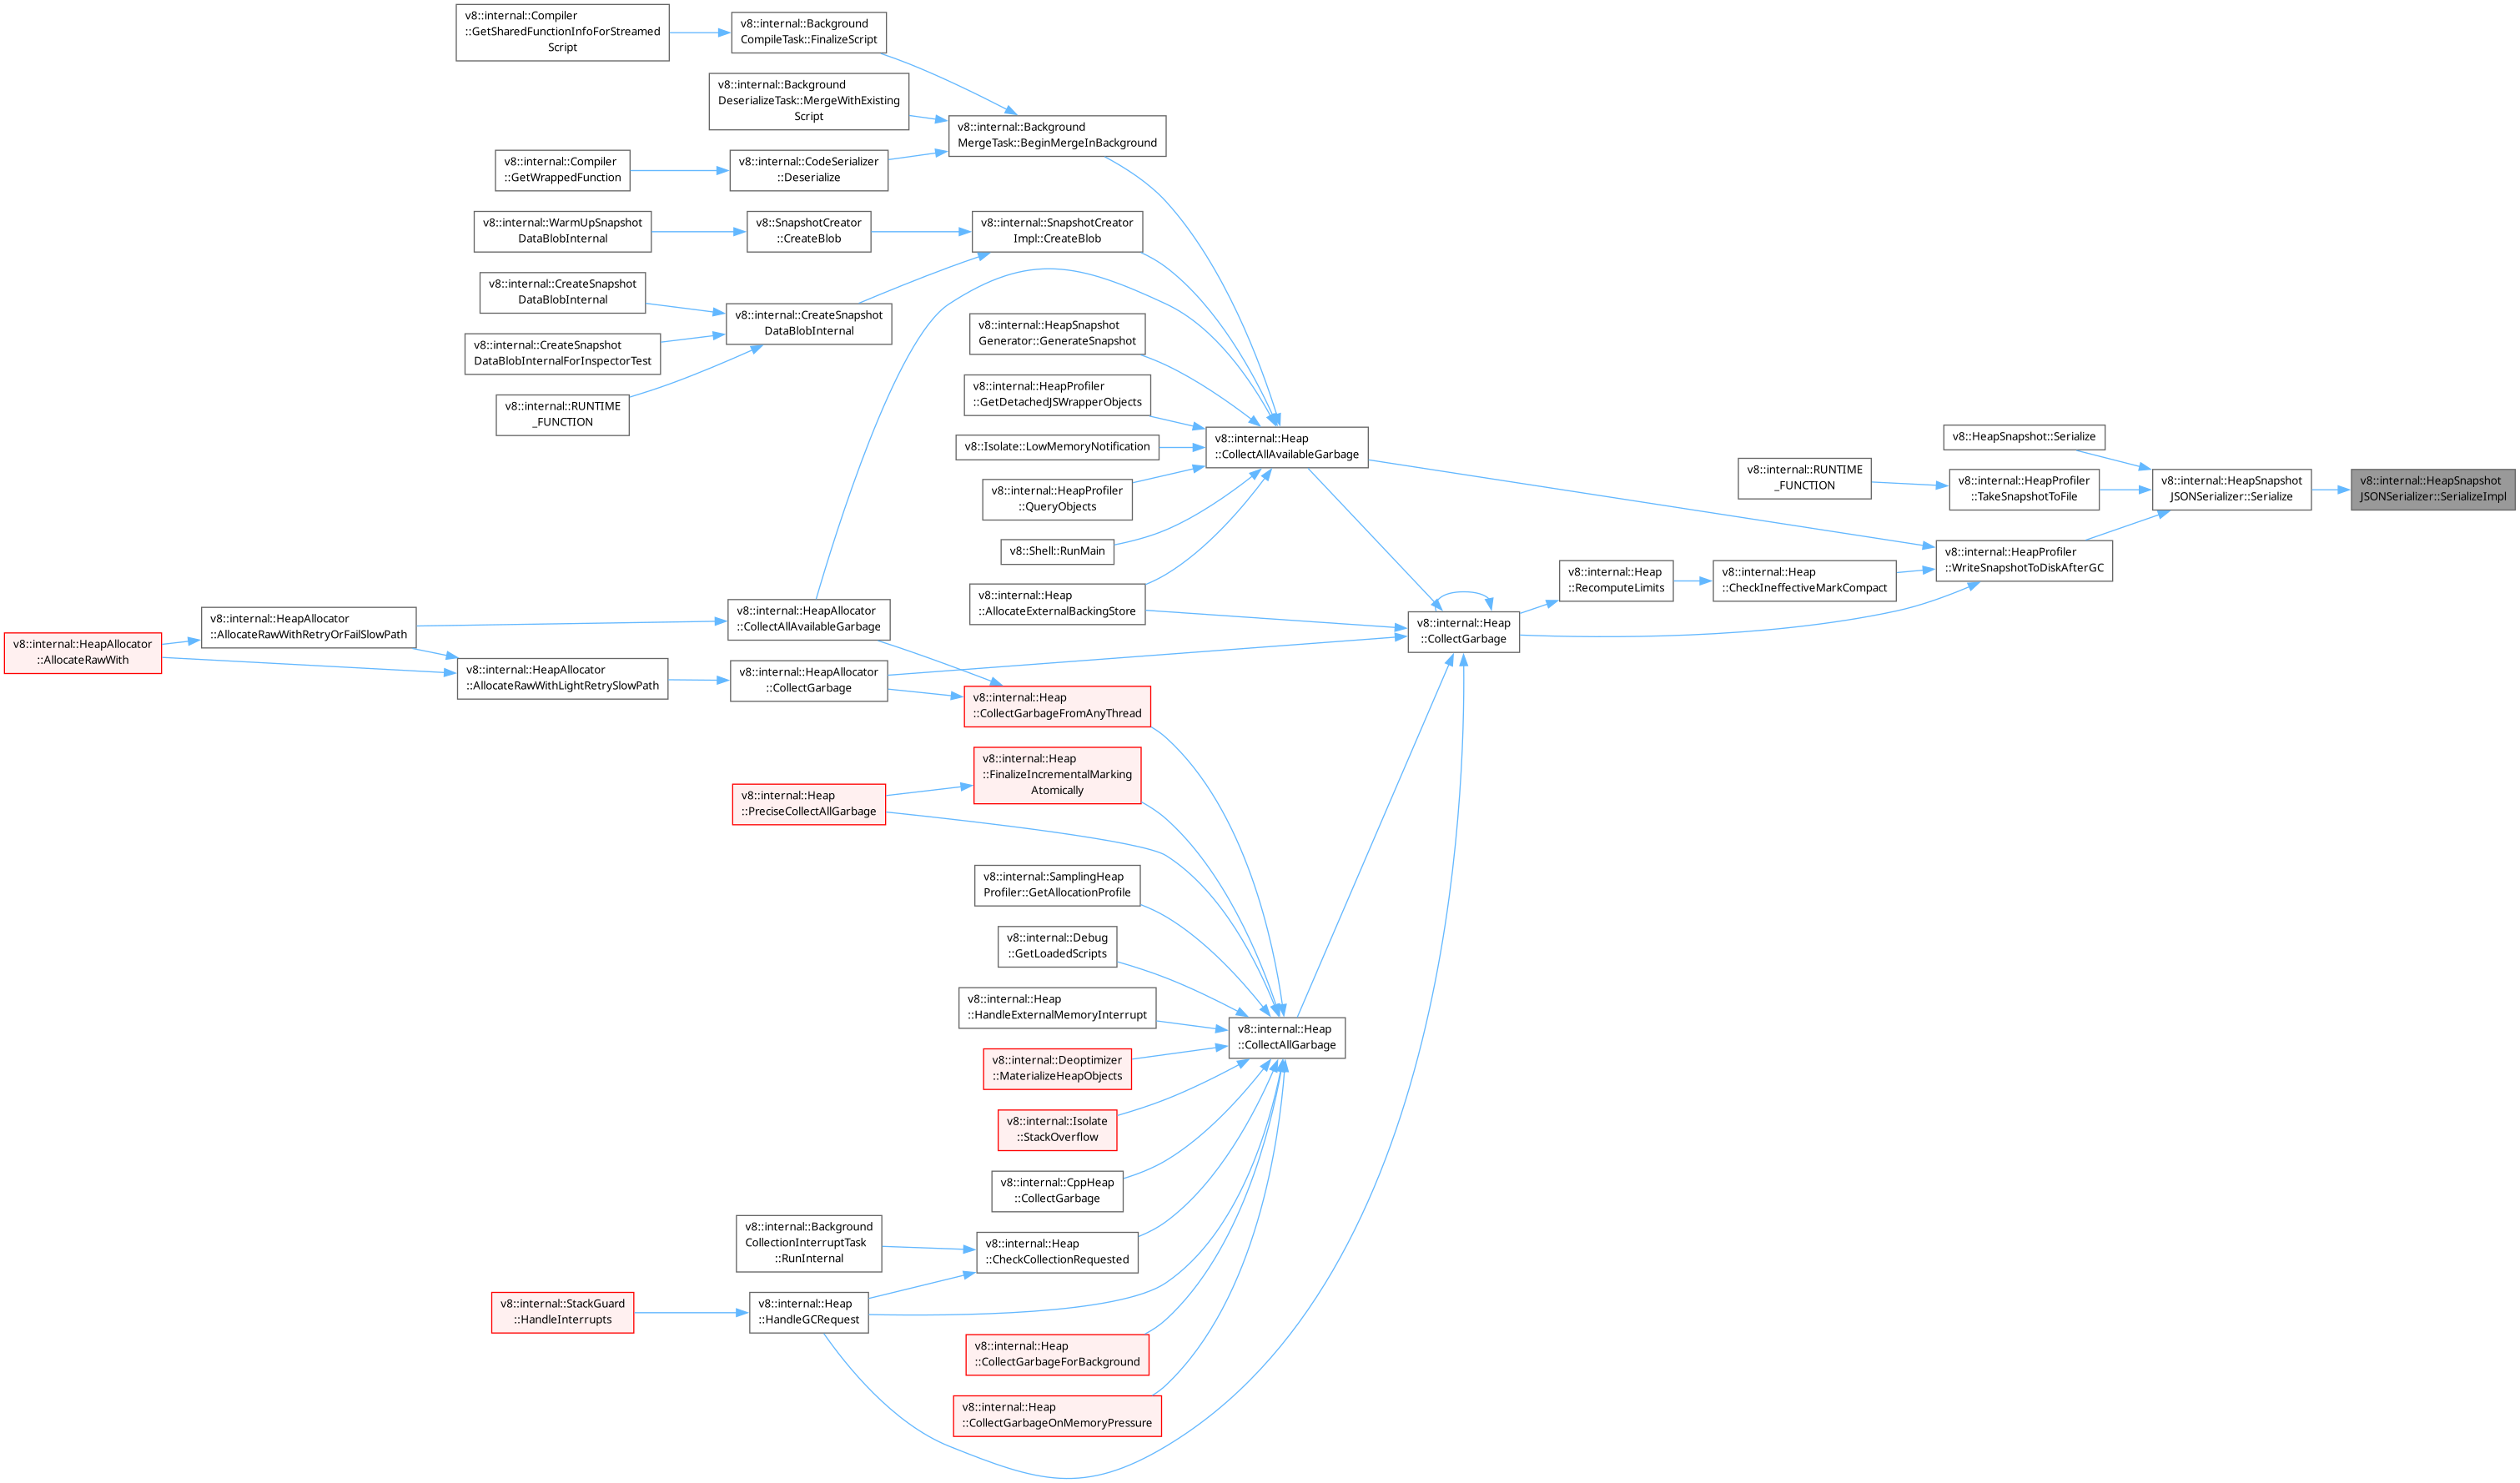 v8::internal::Compiler
::GetSharedFunctionInfoForStreamed
Script
v8::internal::Background
CompileTask::FinalizeScript
v8::internal::Background
DeserializeTask::MergeWithExisting
Script
v8::internal::Background
MergeTask::BeginMergeInBackground
v8::internal::Compiler
::GetWrappedFunction
v8::internal::CodeSerializer
::Deserialize
v8::internal::WarmUpSnapshot
DataBlobInternal
v8::SnapshotCreator
::CreateBlob
v8::internal::SnapshotCreator
Impl::CreateBlob
v8::internal::CreateSnapshot
DataBlobInternal
v8::internal::CreateSnapshot
DataBlobInternal
v8::internal::CreateSnapshot
DataBlobInternalForInspectorTest
v8::internal::RUNTIME
_FUNCTION
v8::internal::HeapSnapshot
Generator::GenerateSnapshot
v8::internal::HeapProfiler
::GetDetachedJSWrapperObjects
v8::Isolate::LowMemoryNotification
v8::internal::Heap
::CollectAllAvailableGarbage
v8::internal::HeapProfiler
::QueryObjects
v8::Shell::RunMain
v8::internal::Heap
::AllocateExternalBackingStore
v8::HeapSnapshot::Serialize
v8::internal::RUNTIME
_FUNCTION
v8::internal::HeapProfiler
::TakeSnapshotToFile
v8::internal::HeapSnapshot
JSONSerializer::Serialize
v8::internal::HeapSnapshot
JSONSerializer::SerializeImpl
v8::internal::HeapProfiler
::WriteSnapshotToDiskAfterGC
v8::internal::Heap
::CheckIneffectiveMarkCompact
v8::internal::Heap
::RecomputeLimits
v8::internal::Heap
::CollectGarbage
v8::internal::HeapAllocator
::AllocateRawWith
v8::internal::HeapAllocator
::AllocateRawWithRetryOrFailSlowPath
v8::internal::HeapAllocator
::CollectAllAvailableGarbage
v8::internal::HeapAllocator
::AllocateRawWithLightRetrySlowPath
v8::internal::HeapAllocator
::CollectGarbage
v8::internal::Heap
::CollectGarbageFromAnyThread
v8::internal::Heap
::FinalizeIncrementalMarking
Atomically
v8::internal::Heap
::PreciseCollectAllGarbage
v8::internal::SamplingHeap
Profiler::GetAllocationProfile
v8::internal::Debug
::GetLoadedScripts
v8::internal::Heap
::HandleExternalMemoryInterrupt
v8::internal::Heap
::CollectAllGarbage
v8::internal::Deoptimizer
::MaterializeHeapObjects
v8::internal::Isolate
::StackOverflow
v8::internal::CppHeap
::CollectGarbage
v8::internal::Background
CollectionInterruptTask
::RunInternal
v8::internal::Heap
::CheckCollectionRequested
v8::internal::StackGuard
::HandleInterrupts
v8::internal::Heap
::HandleGCRequest
v8::internal::Heap
::CollectGarbageForBackground
v8::internal::Heap
::CollectGarbageOnMemoryPressure